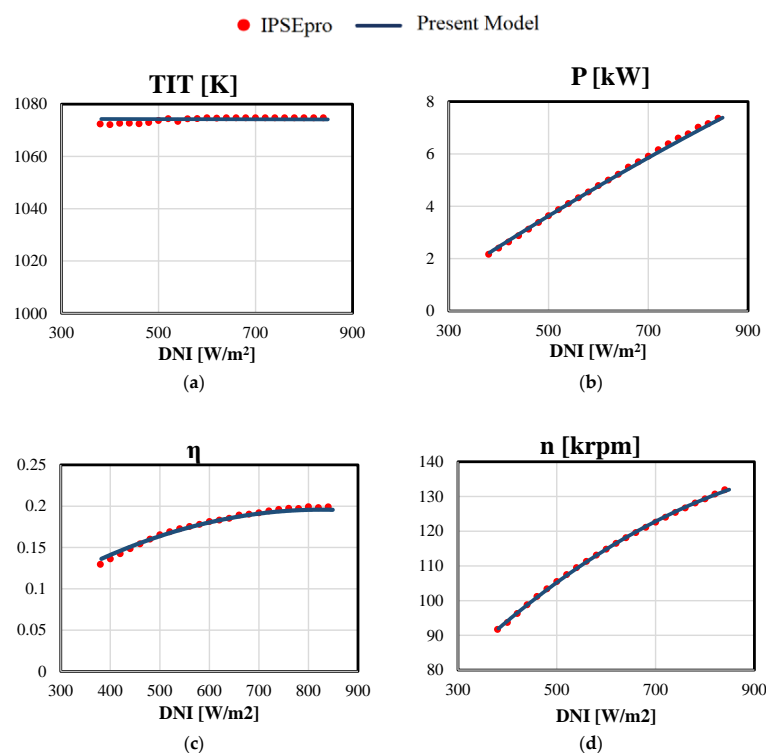 IPSEpro Present Model
TIT [K]
1080
1060
1040
1020
1000
300 500 700 900
DNI [W/m²]
(a)
P [kW]
8
6
4
2
0
300 500 700 900
DNI [W/m²]
(b)
η
0.25
0.2
0.15
0.1
0.05
0
300 400 500 600 700 800 900
DNI [W/m2]
(c)
n [krpm]
140
130
120
110
100
90
80
300 500 700 900
DNI [W/m2]
(d)